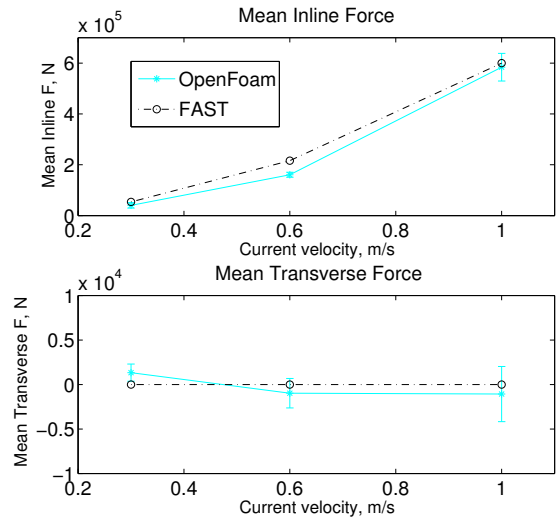 Mean Inline Force
x 10^5
6
4
2
0
Mean Inline F, N
OpenFoam
FAST
0.2 0.4 0.6 0.8 1
Current velocity, m/s
Mean Transverse Force
x 10^4
1
0.5
0
−0.5
−1
Mean Transverse F, N
0.2 0.4 0.6 0.8 1
Current velocity, m/s